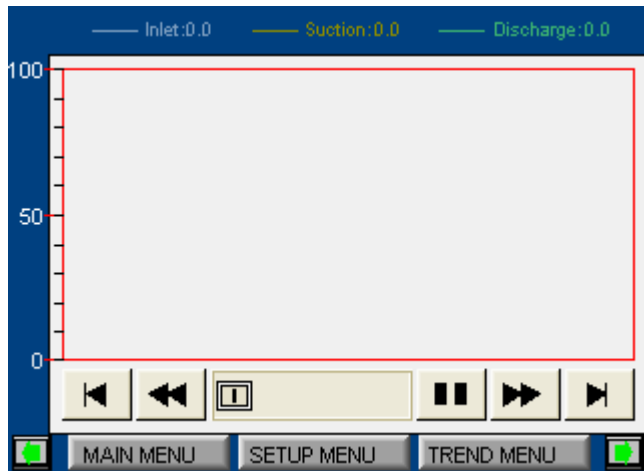 Inlet:0.0 Suction:0.0 Discharge:0.0
100
50
0
MAIN MENU SETUP MENU TREND MENU